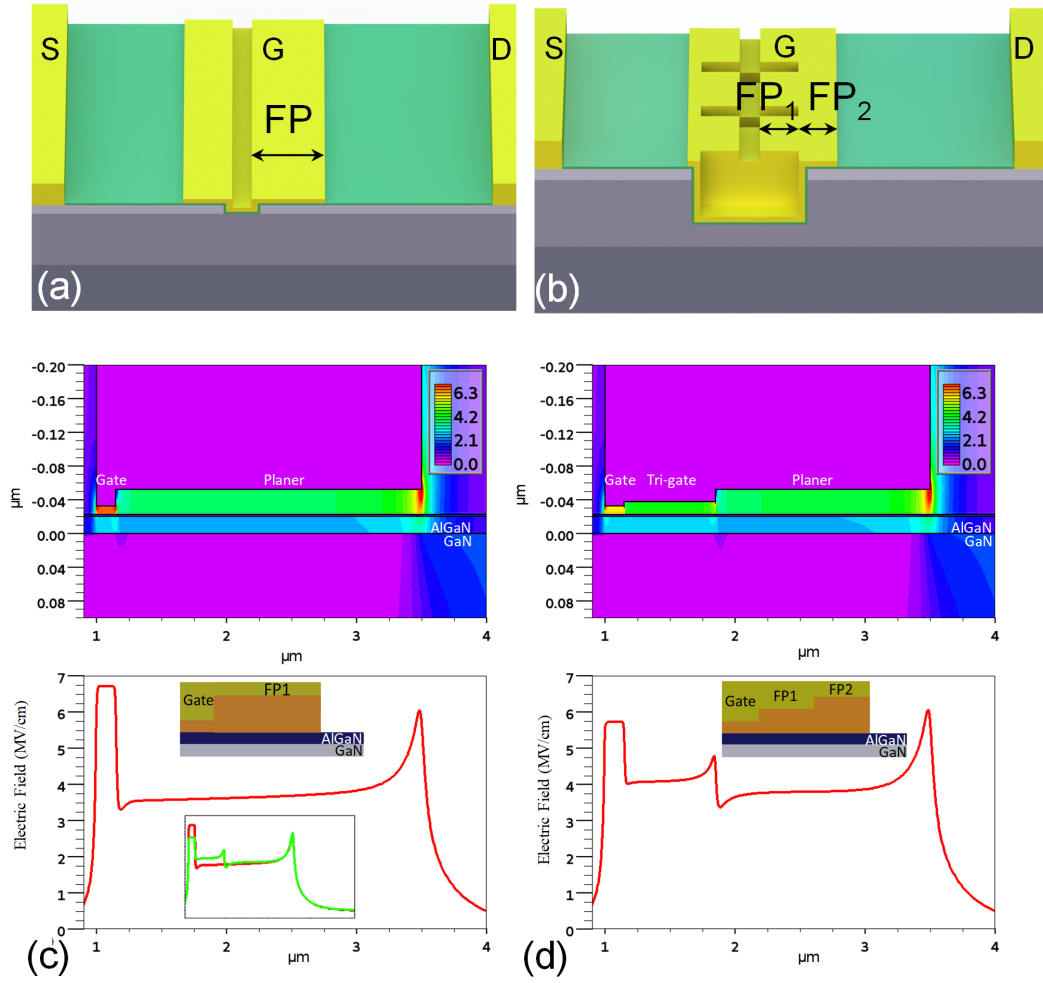 S G D
FP
(a)
S G D
FP1 FP2
(b)
-0.20
-0.16
-0.12
-0.08
-0.04
0.00
0.04
0.08
µm
6.3
4.2
2.1
0.0
Gate Planer
AlGaN
GaN
1 2 3 4
µm
-0.20
-0.16
-0.12
-0.08
-0.04
0.00
0.04
0.08
µm
6.3
4.2
2.1
0.0
Gate Tri-gate Planer
AlGaN
GaN
1 2 3 4
µm
Electric Field (MV/cm)
7
6
5
4
3
2
1
0
FP1
Gate
AlGaN
GaN
1 2 3 4
µm
(c)
Electric Field (MV/cm)
7
6
5
4
3
2
1
0
FP2
Gate FP1
AlGaN
GaN
1 2 3 4
µm
(d)